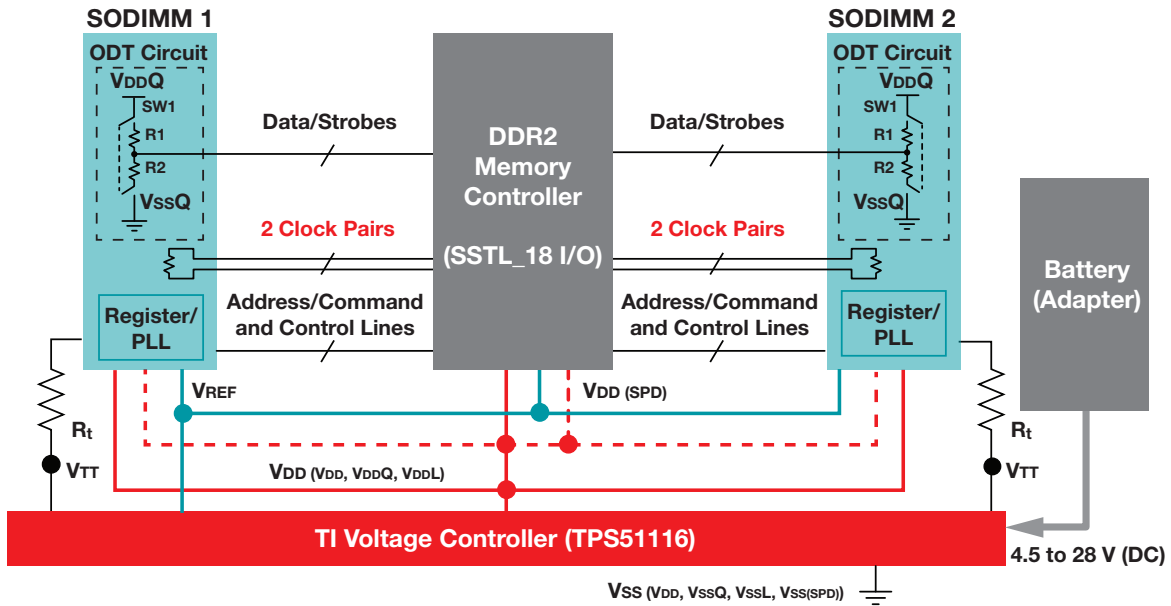 SODIMM 1
SODIMM 2
ODT Circuit
VDDQ
SW1
R1
R2
VSSQ
Data/Strobes
DDR2
Memory
Controller
(SSTL_18 I/O)
Data/Strobes
ODT Circuit
VDDQ
SW1
R1
R2
VSSQ
2 Clock Pairs
2 Clock Pairs
Battery
(Adapter)
Register/
PLL
Address/Command
and Control Lines
Address/Command
and Control Lines
Register/
PLL
VREF
VDD (SPD)
Rt
VTT
Rt
VTT
VDD (VDD, VDDQ, VDDL)
TI Voltage Controller (TPS51116)
4.5 to 28 V (DC)
VSS (VDD, VSSQ, VSSL, VSS(SPD))